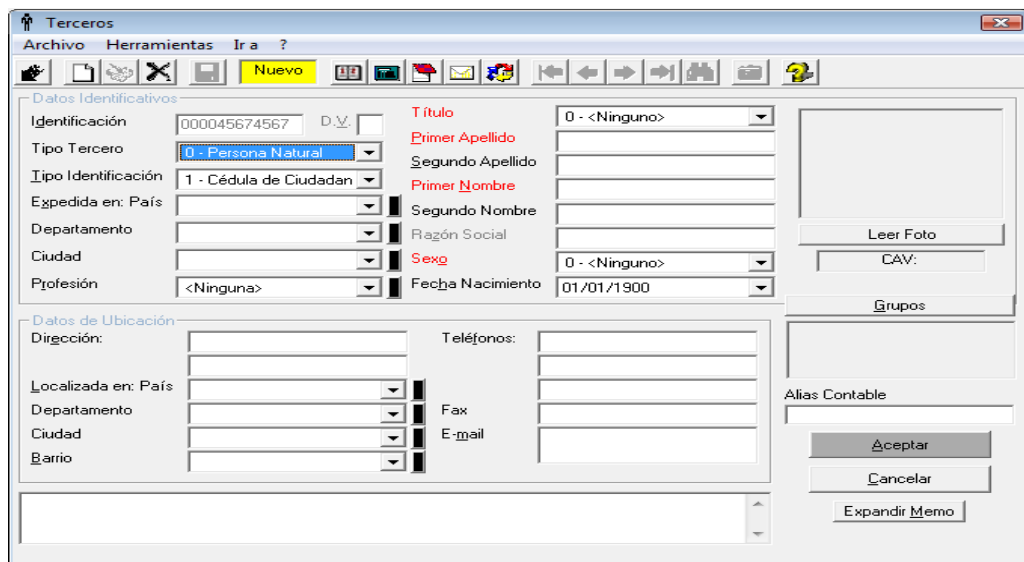 Terceros
Archivo Herramientas Ir a ?
Nuevo
Datos Identificativos
Identificación 000045674567 D.V.
Tipo Tercero 0 - Persona Natural
Tipo Identificación 1 - Cédula de Ciudadan
Expedida en: País
Departamento
Ciudad
Profesión <Ninguna>
Título 0 - <Ninguno>
Primer Apellido
Segundo Apellido
Primer Nombre
Segundo Nombre
Razón Social
Sexo 0 - <Ninguno>
Fecha Nacimiento 01/01/1900
Leer Foto
CAV:
Grupos
Datos de Ubicación
Dirección:
Localizada en: País
Departamento
Ciudad
Barrio
Teléfonos:
Fax
E-mail
Alias Contable
Aceptar
Cancelar
Expandir Memo